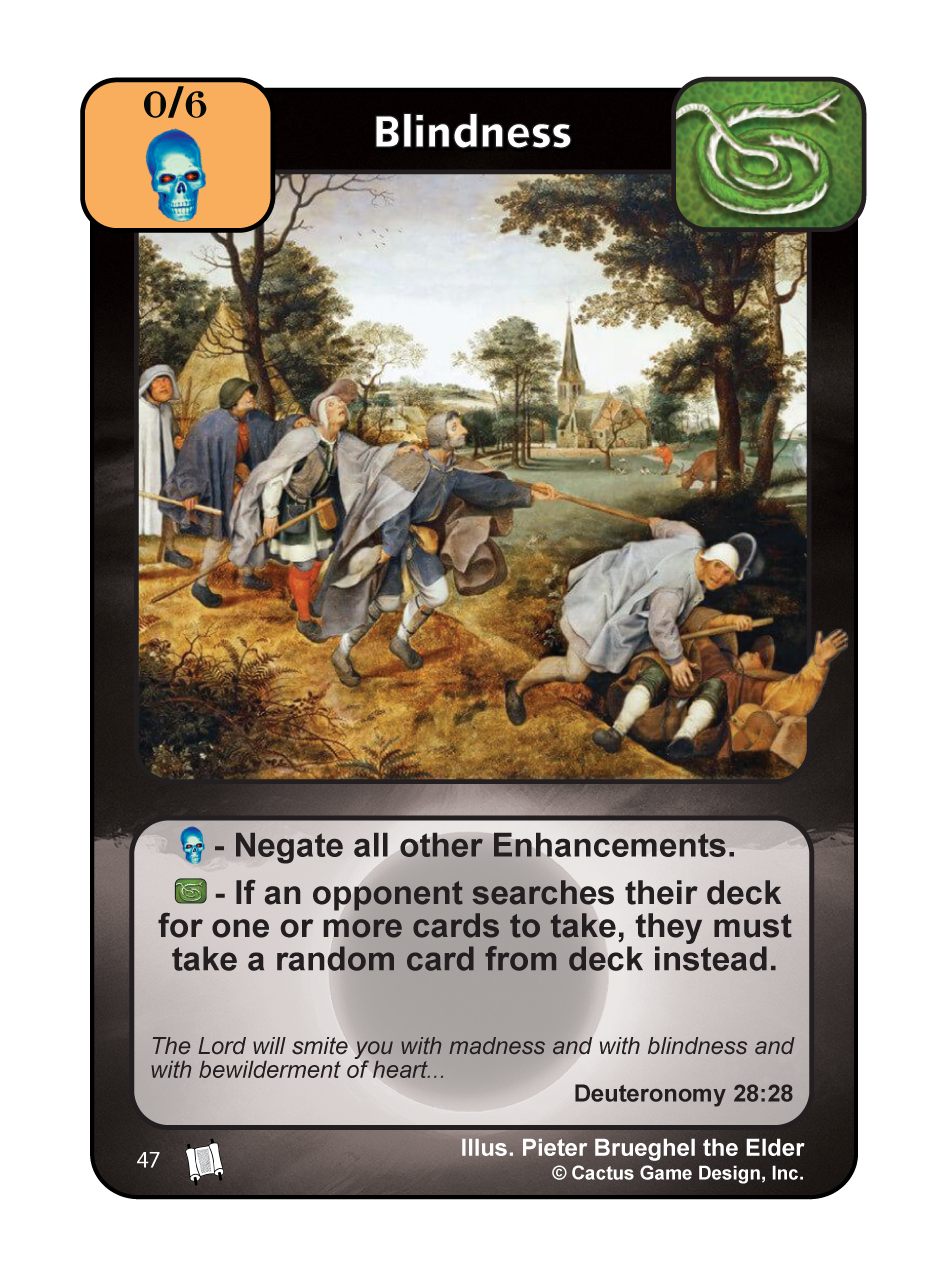 0/6
Blindness
- Negate all other Enhancements.
- If an opponent searches their deck
for one or more cards to take, they must
take a random card from deck instead.
The Lord will smite you with madness and with blindness and
with bewilderment of heart...
Deuteronomy 28:28
47
Illus. Pieter Brueghel the Elder
© Cactus Game Design, Inc.